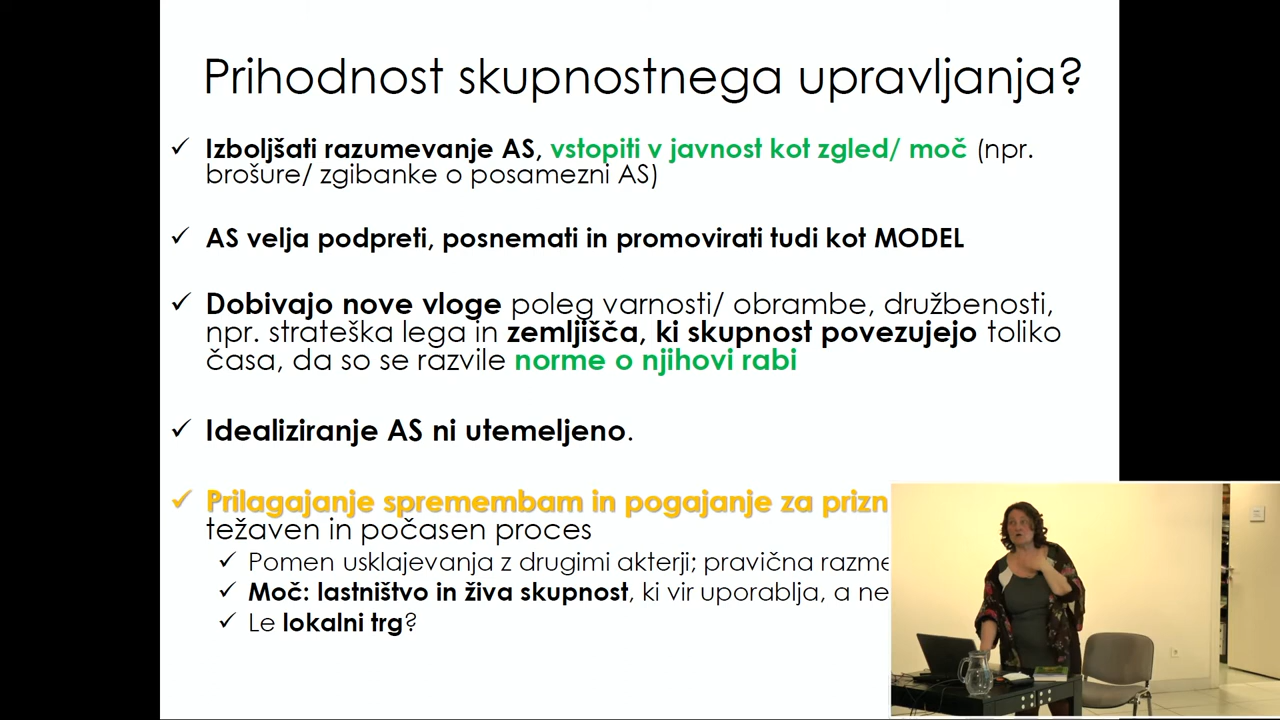 Prihodnost skupnostnega upravljanja?
Izboljšati razumevanje AS, vstopiti v javnost kot zgled/ moč (npr.
brošure/ zgibanke o posamezni AS)
AS velja podpreti, posnemati in promovirati tudi kot MODEL
Dobivajo nove vloge poleg varnosti/ obrambe, družbenosti,
npr. strateška lega in zemljišča, ki skupnost povezujejo toliko
časa, da so se razvile norme o njihovi rabi
Idealiziranje AS ni utemeljeno.
Prilagajanje spremembam in pogajanje za
težaven in počasen proces
Pomen usklajevanja z drugimi akterji; pravična
Moč: lastništvo in živa skupnost, ki vir uporablja, a
Le lokalni trg?